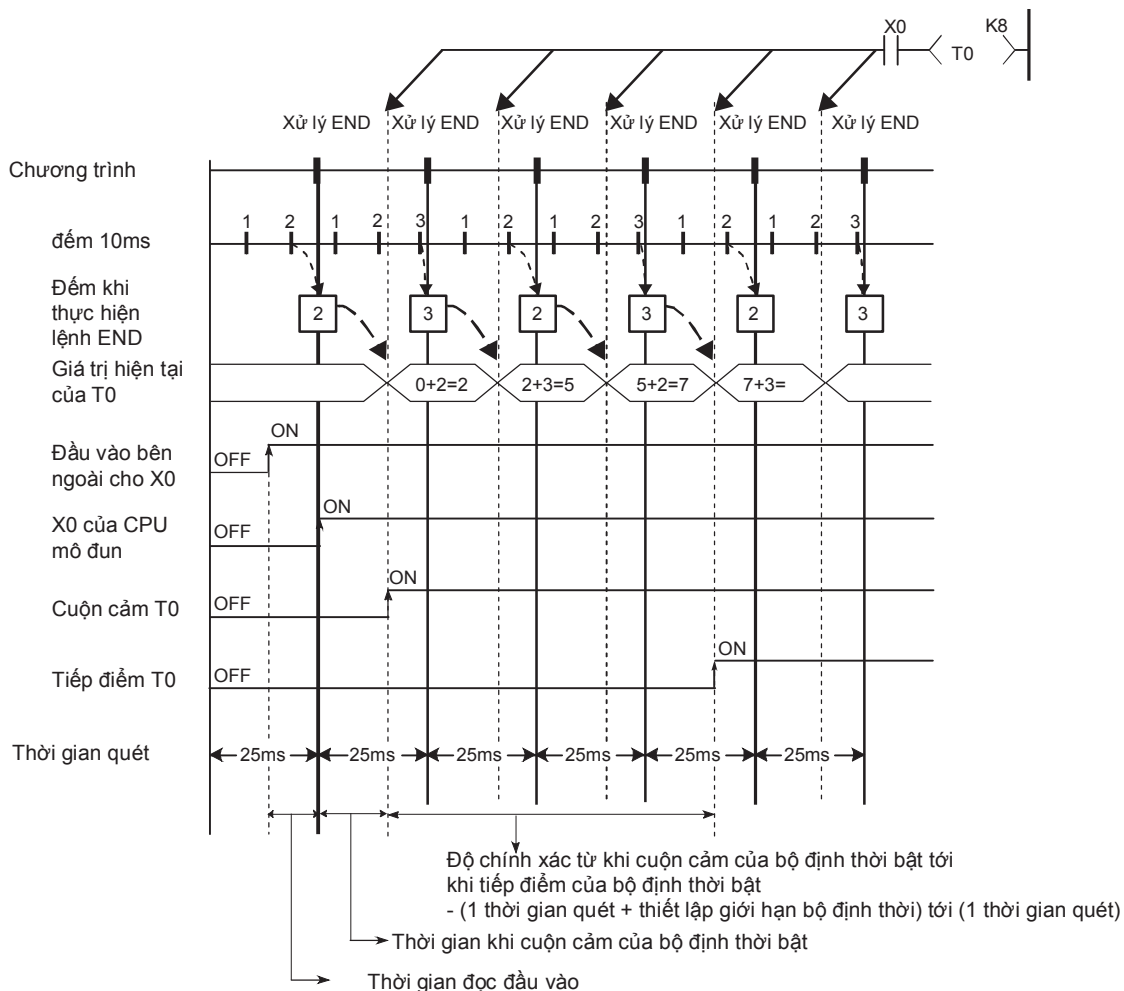 X0
K8
T0
Xử lý END Xử lý END Xử lý END Xử lý END Xử lý END Xử lý END
Chương trình
1 2 1 2 3 1 2 1 2 3 1 2 1 2 3
đếm 10ms
Đếm khi
thực hiện
lệnh END
2 3 2 3 2 3
Giá trị hiện tại
của T0
0+2=2 2+3=5 5+2=7 7+3=
Đầu vào bên
ngoài cho X0
OFF ON
X0 của CPU
mô đun
OFF ON
Cuộn cảm T0
OFF ON
Tiếp điểm T0
OFF ON
Thời gian quét
25ms 25ms 25ms 25ms 25ms 25ms
Độ chính xác từ khi cuộn cảm của bộ định thời bật tới
khi tiếp điểm của bộ định thời bật
- (1 thời gian quét + thiết lập giới hạn bộ định thời) tới (1 thời gian quét)
Thời gian khi cuộn cảm của bộ định thời bật
Thời gian đọc đầu vào